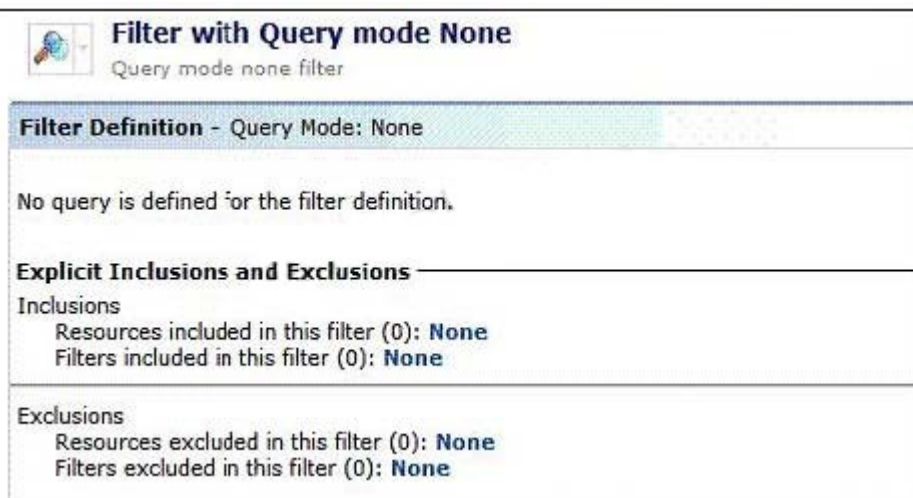 Filter with Query mode None
Query mode none filter
Filter Definition - Query Mode: None
No query is defined for the filter definition.
Explicit Inclusions and Exclusions
Inclusions
Resources included in this filter (0): None
Filters included in this filter (0): None
Exclusions
Resources excluded in this filter (0): None
Filters excluded in this filter (0): None